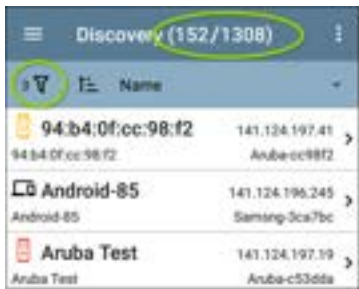 Discovery (152/1308)
Name
94:b4:0f:cc:98:f2 141.124.197.41
94:b4:0f:cc:98:f2 Aruba-cc98f2
Android-85 141.124.196.245
Android-85 Samsng-3ca7bc
Aruba Test 141.124.197.19
Aruba Test Aruba-c53dda